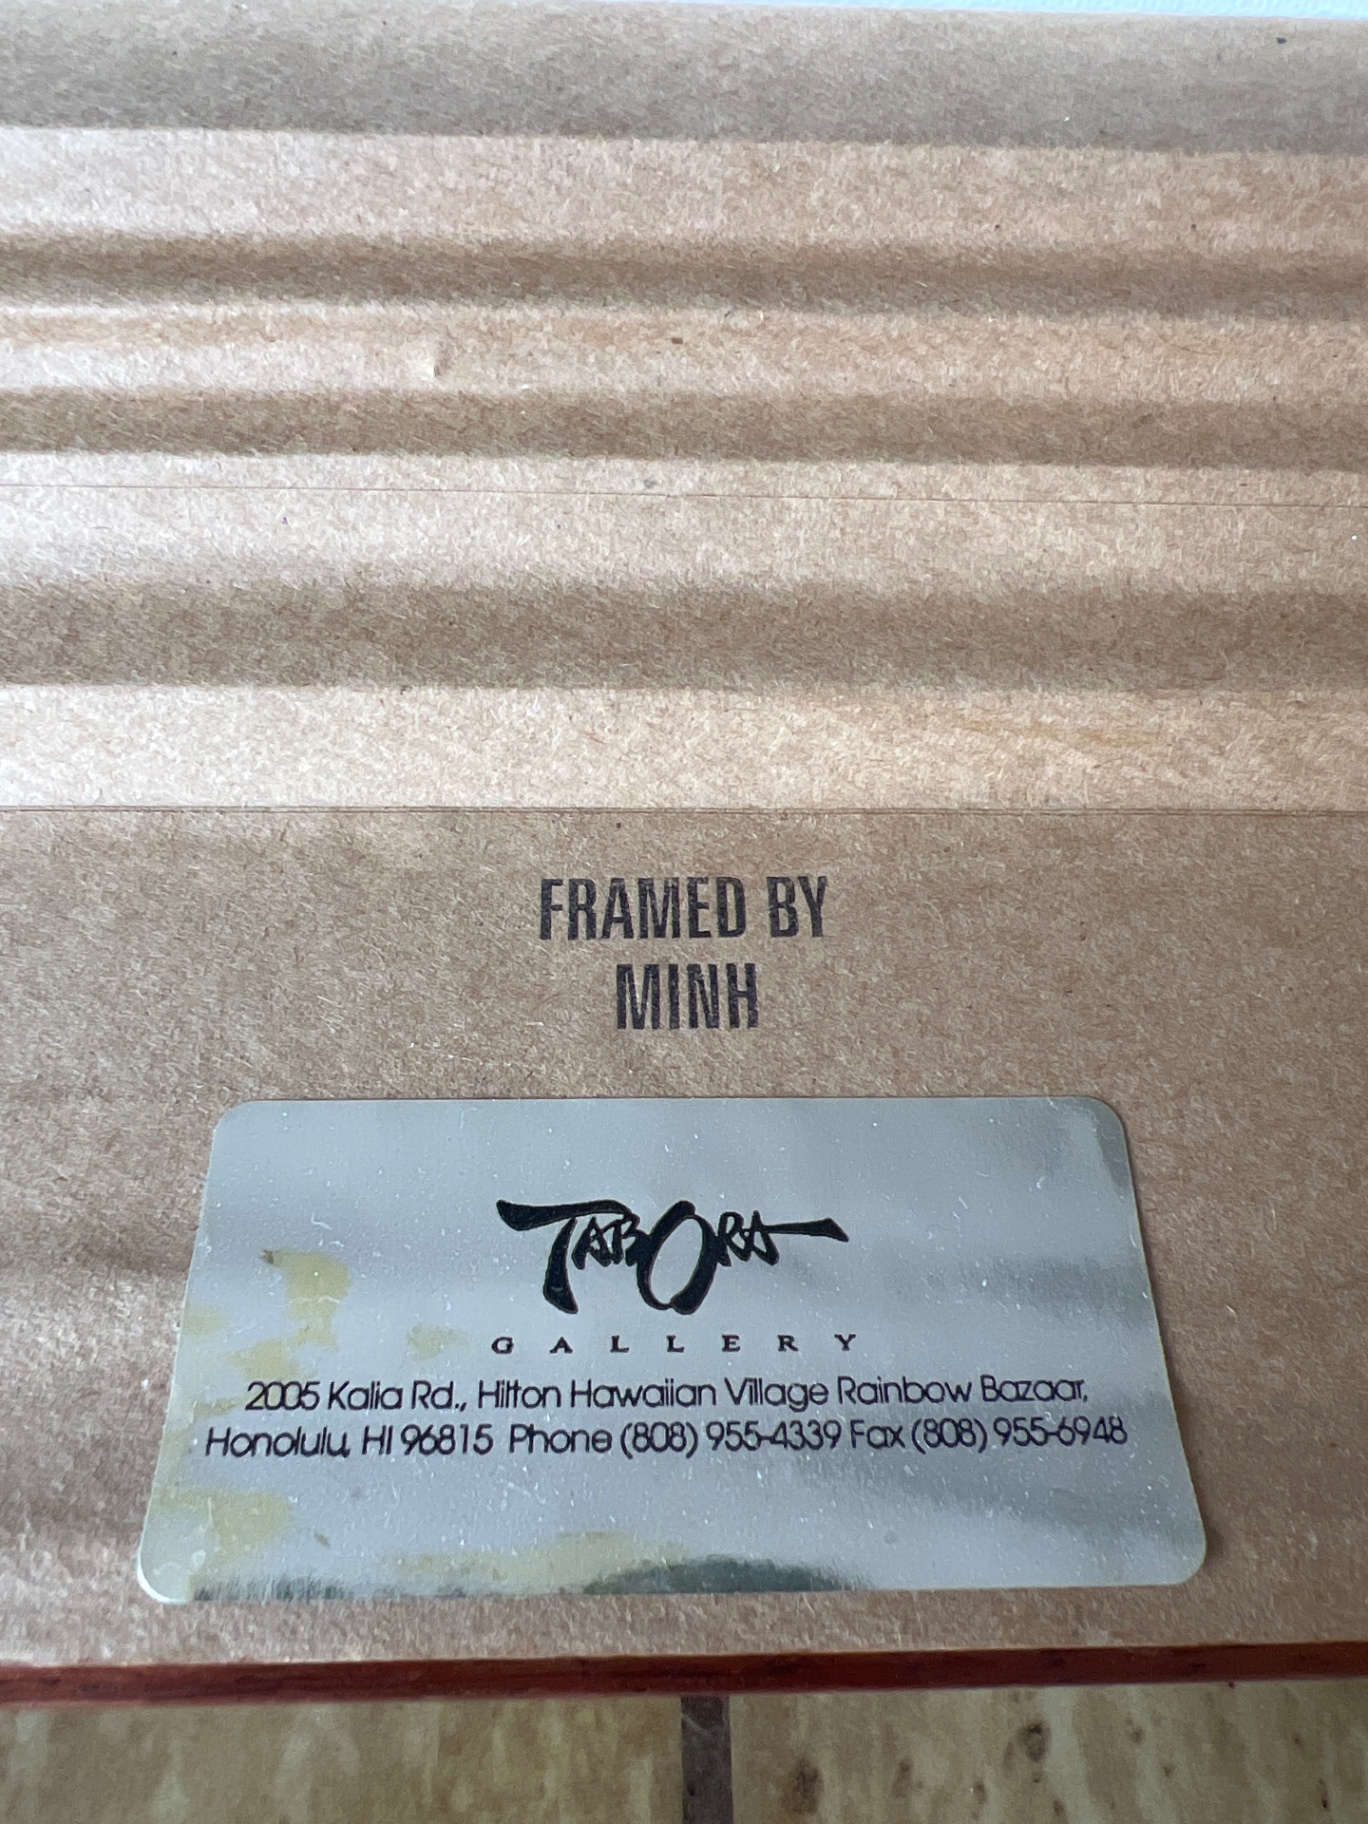 FRAMED BY
MINH
TABORA
GALLERY
2005 Kalia Rd., Hilton Hawaiian Village Rainbow Bazaar,
Honolulu, HI 96815 Phone (808) 955-4339 Fax (808) 955-6948